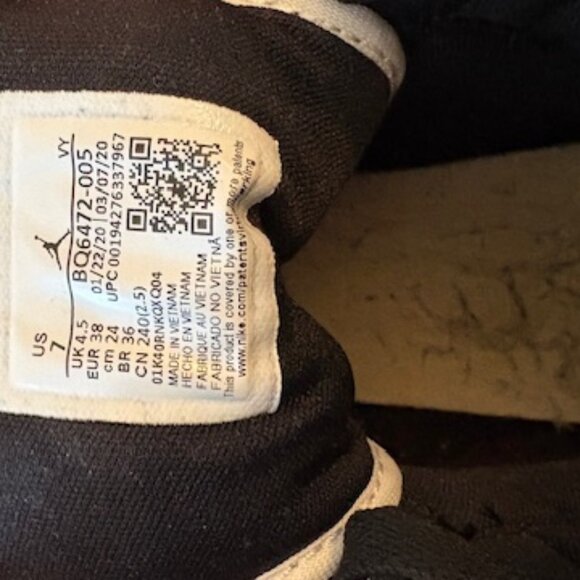 US
7
UK 4.5
EUR 38
cm 24
BR 36
CN 240(2.5)
VY
BQ6472-005
01/22/20 | 03/07/20
UPC 00194276337967
01K40RNKQXQ04
MADE IN VIETNAM
HECHO EN VIETNAM
FABRIQUE AU VIETNAM
FABRICADO NO VIETNÃ
This product is covered by one or more patents
www.nike.com/patents